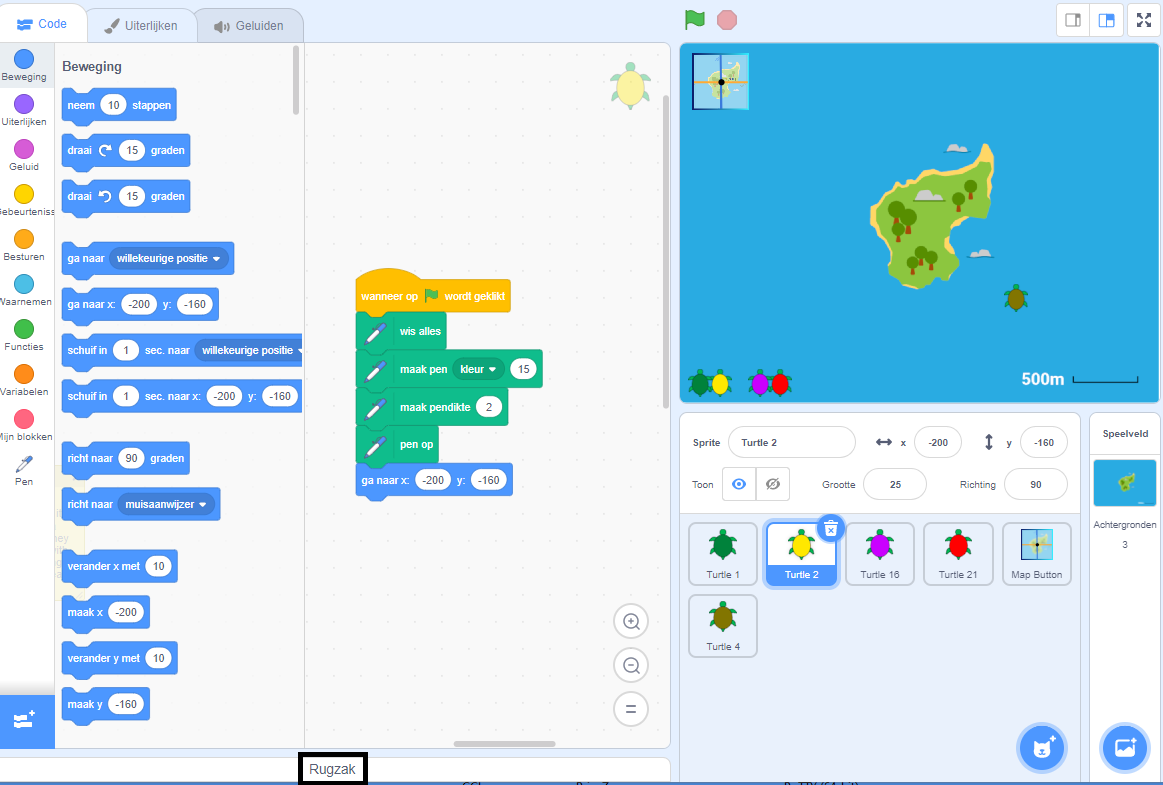 Code
Uiterlijken
Geluiden
Beweging
Uiterlijken
Geluid
Gebeurteniss
Besturen
Waarnemen
Functies
Variabelen
Mijn blokken
Pen
Beweging
neem 10 stappen
draai 15 graden
draai 15 graden
ga naar willekeurige positie
ga naar x: -200 y: -160
schuif in 1 sec. naar willekeurige positie
schuif in 1 sec. naar x: -200 y: -160
richt naar 90 graden
richt naar muisaanwijzer
verander x met 10
maak x -200
verander y met 10
maak y -160
wanneer op wordt geklikt
wis alles
maak pen kleur 15
maak pendikte 2
pen op
ga naar x: -200 y: -160
Rugzak
500m
Sprite Turtle 2 x -200 y -160
Toon Grootte 25 Richting 90
Turtle 1
Turtle 2
Turtle 16
Turtle 21
Map Button
Turtle 4
Speelveld
Achtergronden
3